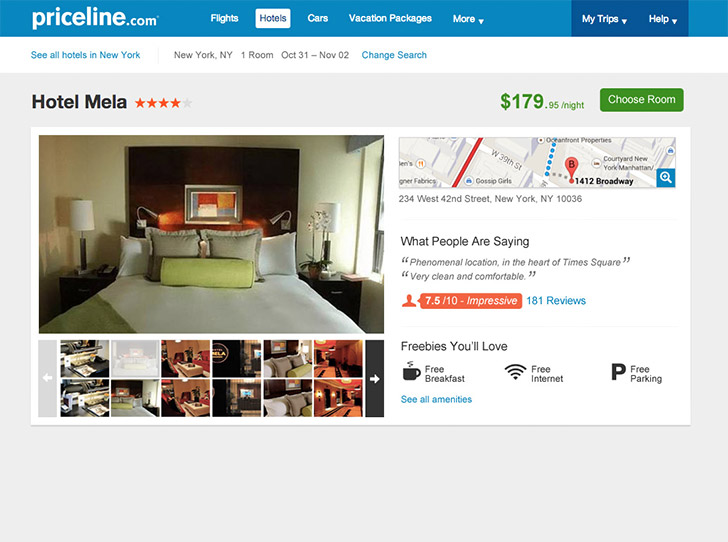 priceline.com
Flights Hotels Cars Vacation Packages More My Trips Help
See all hotels in New York New York, NY 1 Room Oct 31 – Nov 02 Change Search
Hotel Mela
$179.95 /night
Choose Room
Oceanfront Properties
W 39th St
Courtyard New
York Manhattan/
B
1412 Broadway
gner Fabrics
Gossip Girls
234 West 42nd Street, New York, NY 10036
What People Are Saying
“Phenomenal location, in the heart of Times Square”
“Very clean and comfortable.”
7.5 /10 - Impressive 181 Reviews
Freebies You'll Love
Free
Breakfast
Free
Internet
P Free
Parking
See all amenities
MELA